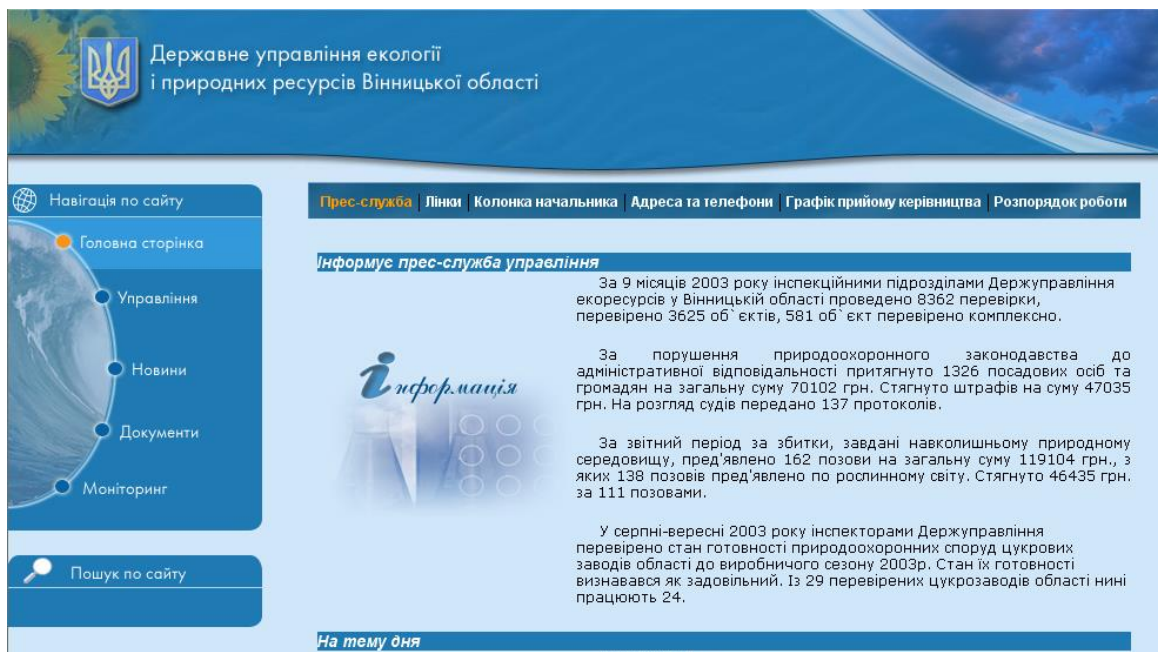 Державне управління екології
і природних ресурсів Вінницької області
Навігація по сайту
Головна сторінка
Управління
Новини
Документи
Моніторинг
Пошук по сайту
Прес-служба | Лінки | Колонка начальника | Адреса та телефони | Графік прийому керівництва | Розпорядок роботи
Інформує прес-служба управління
Інформація
За 9 місяців 2003 року інспекційними підрозділами Держуправління
екоресурсів у Вінницькій області проведено 8362 перевірки,
перевірено 3625 об`єктів, 581 об`єкт перевірено комплексно.
За порушення природоохоронного законодавства до
адміністративної відповідальності притягнуто 1326 посадових осіб та
громадян на загальну суму 70102 грн. Стягнуто штрафів на суму 47035
грн. На розгляд судів передано 137 протоколів.
За звітний період за збитки, завдані навколишньому природному
середовищу, пред'явлено 162 позови на загальну суму 119104 грн., з
яких 138 позовів пред'явлено по рослинному світу. Стягнуто 46435 грн.
за 111 позовами.
У серпні-вересні 2003 року інспекторами Держуправління
перевірено стан готовності природоохоронних споруд цукрових
заводів області до виробничого сезону 2003р. Стан їх готовності
визнавався як задовільний. Із 29 перевірених цукрозаводів області нині
працюють 24.
На тему дня